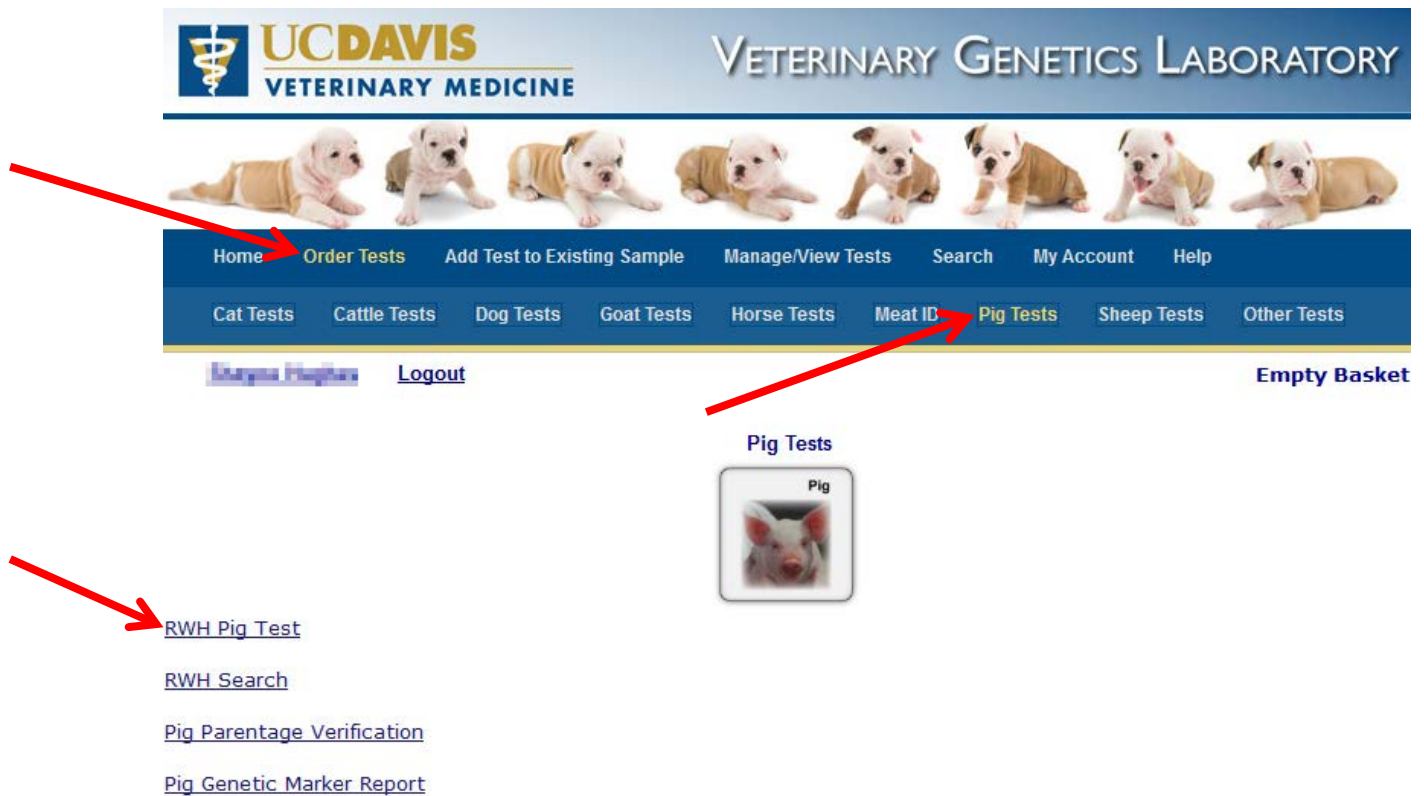 UCDAVIS
VETERINARY MEDICINE
VETERINARY GENETICS LABORATORY
Home Order Tests Add Test to Existing Sample Manage/View Tests Search My Account Help
Cat Tests Cattle Tests Dog Tests Goat Tests Horse Tests Meat ID Pig Tests Sheep Tests Other Tests
Logout Empty Basket
Pig Tests
Pig
RWH Pig Test
RWH Search
Pig Parentage Verification
Pig Genetic Marker Report